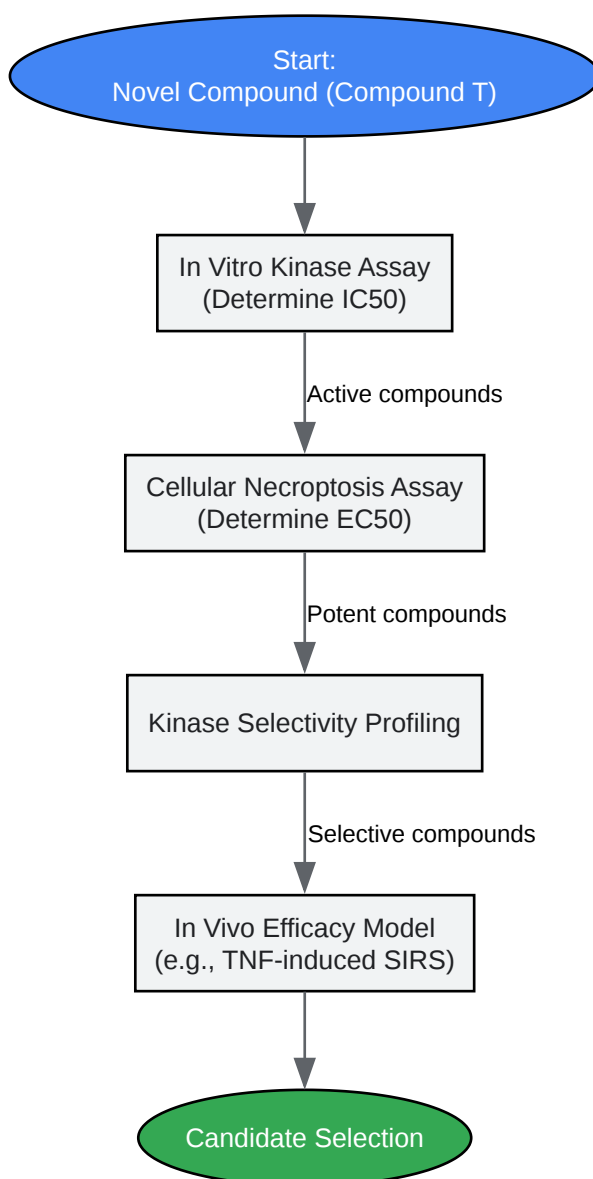 Start:
Novel Compound (Compound T)
In Vitro Kinase Assay
(Determine IC50)
Active compounds
Cellular Necroptosis Assay
(Determine EC50)
Potent compounds
Kinase Selectivity Profiling
Selective compounds
In Vivo Efficacy Model
(e.g., TNF-induced SIRS)
Candidate Selection